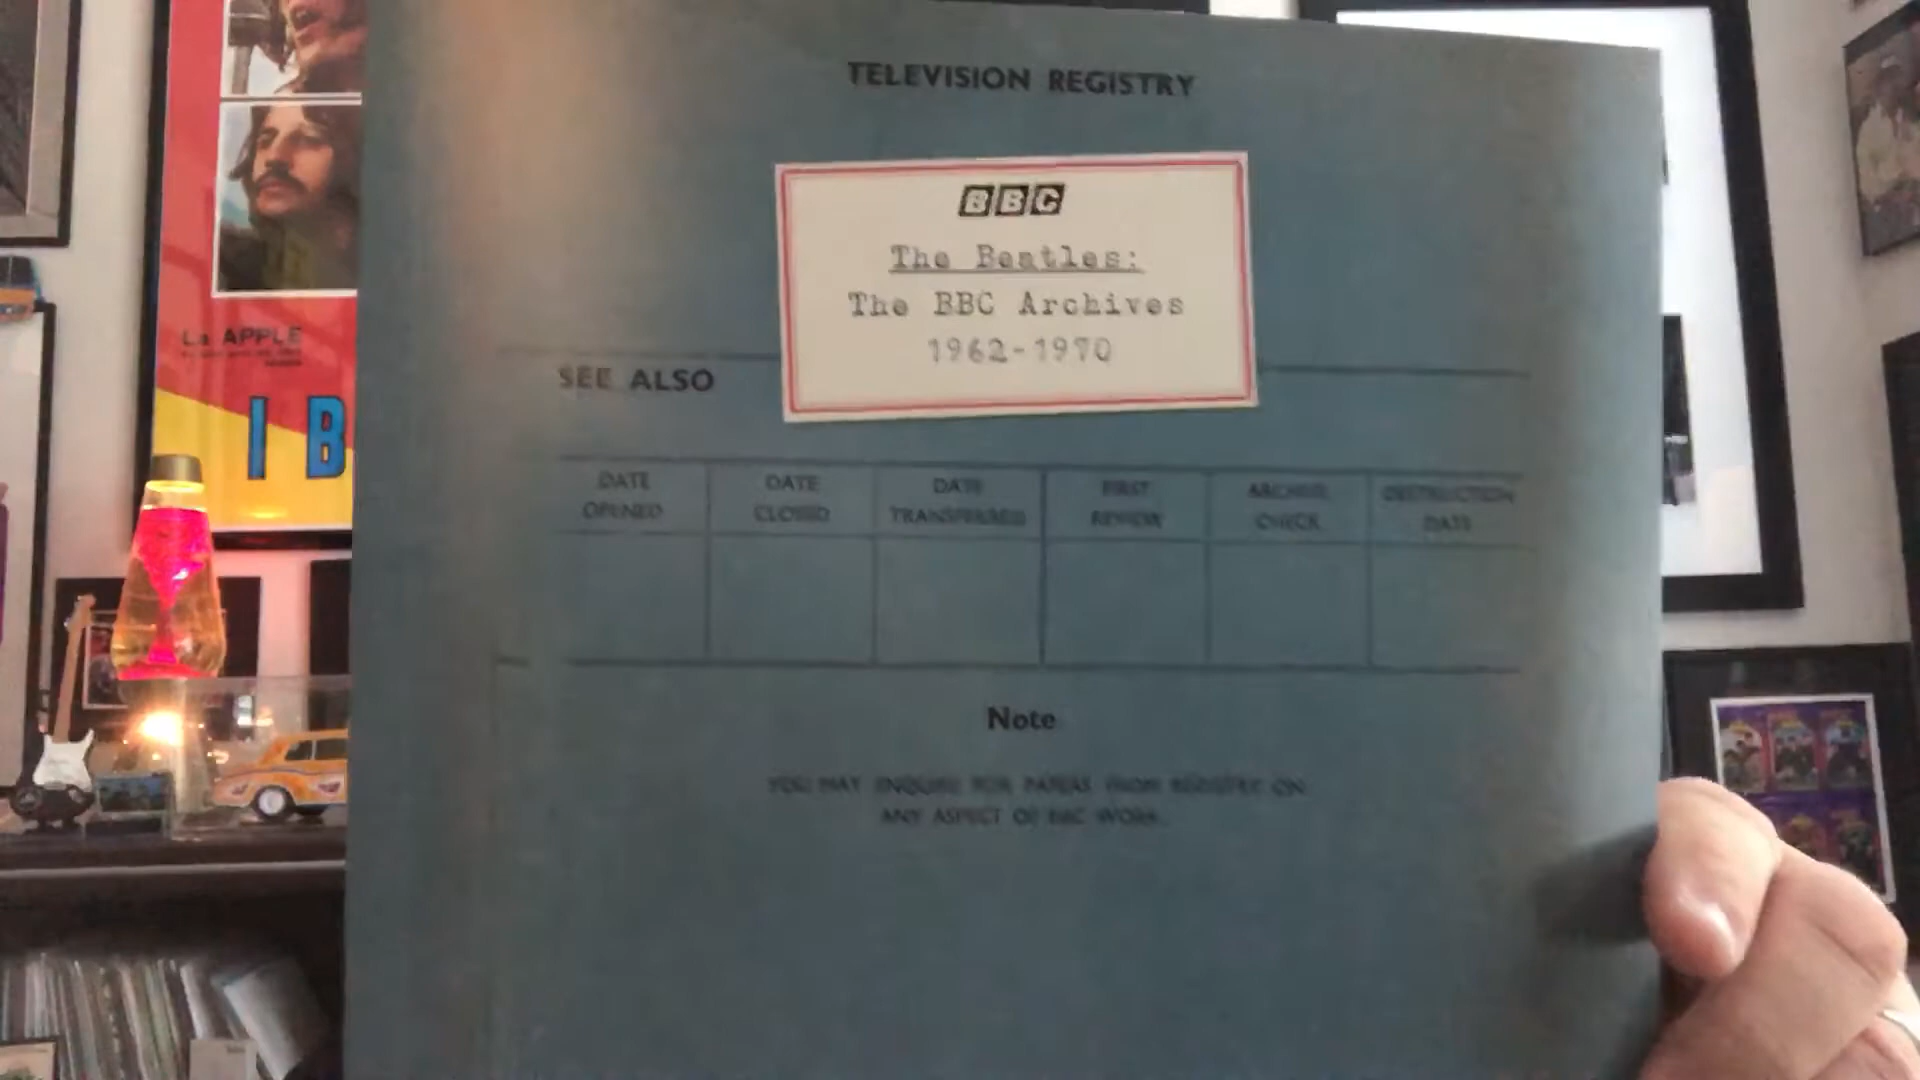 TELEVISION REGISTRY
BBC
The Beatles:
The BBC Archives
1962-1970
SEE ALSO
DATE OPENED
DATE CLOSED
DATE TRANSFERRED
FIRST REVIEW
ARCHIVE CHECK
DESTRUCTION DATE
Note
YOU MAY ENQUIRE FOR PAPERS FROM REGISTRY ON
ANY ASPECT OF BBC WORK.
La APPLE
I B